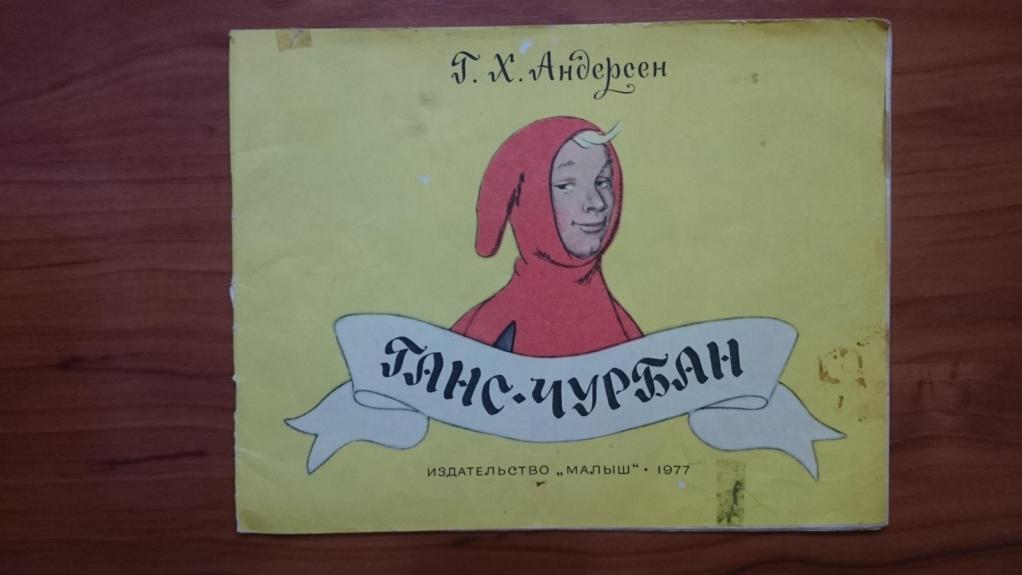 Г. Х. Андерсен
ГАНС-ЧУРБАН
ИЗДАТЕЛЬСТВО „МАЛЫШ“ · 1977